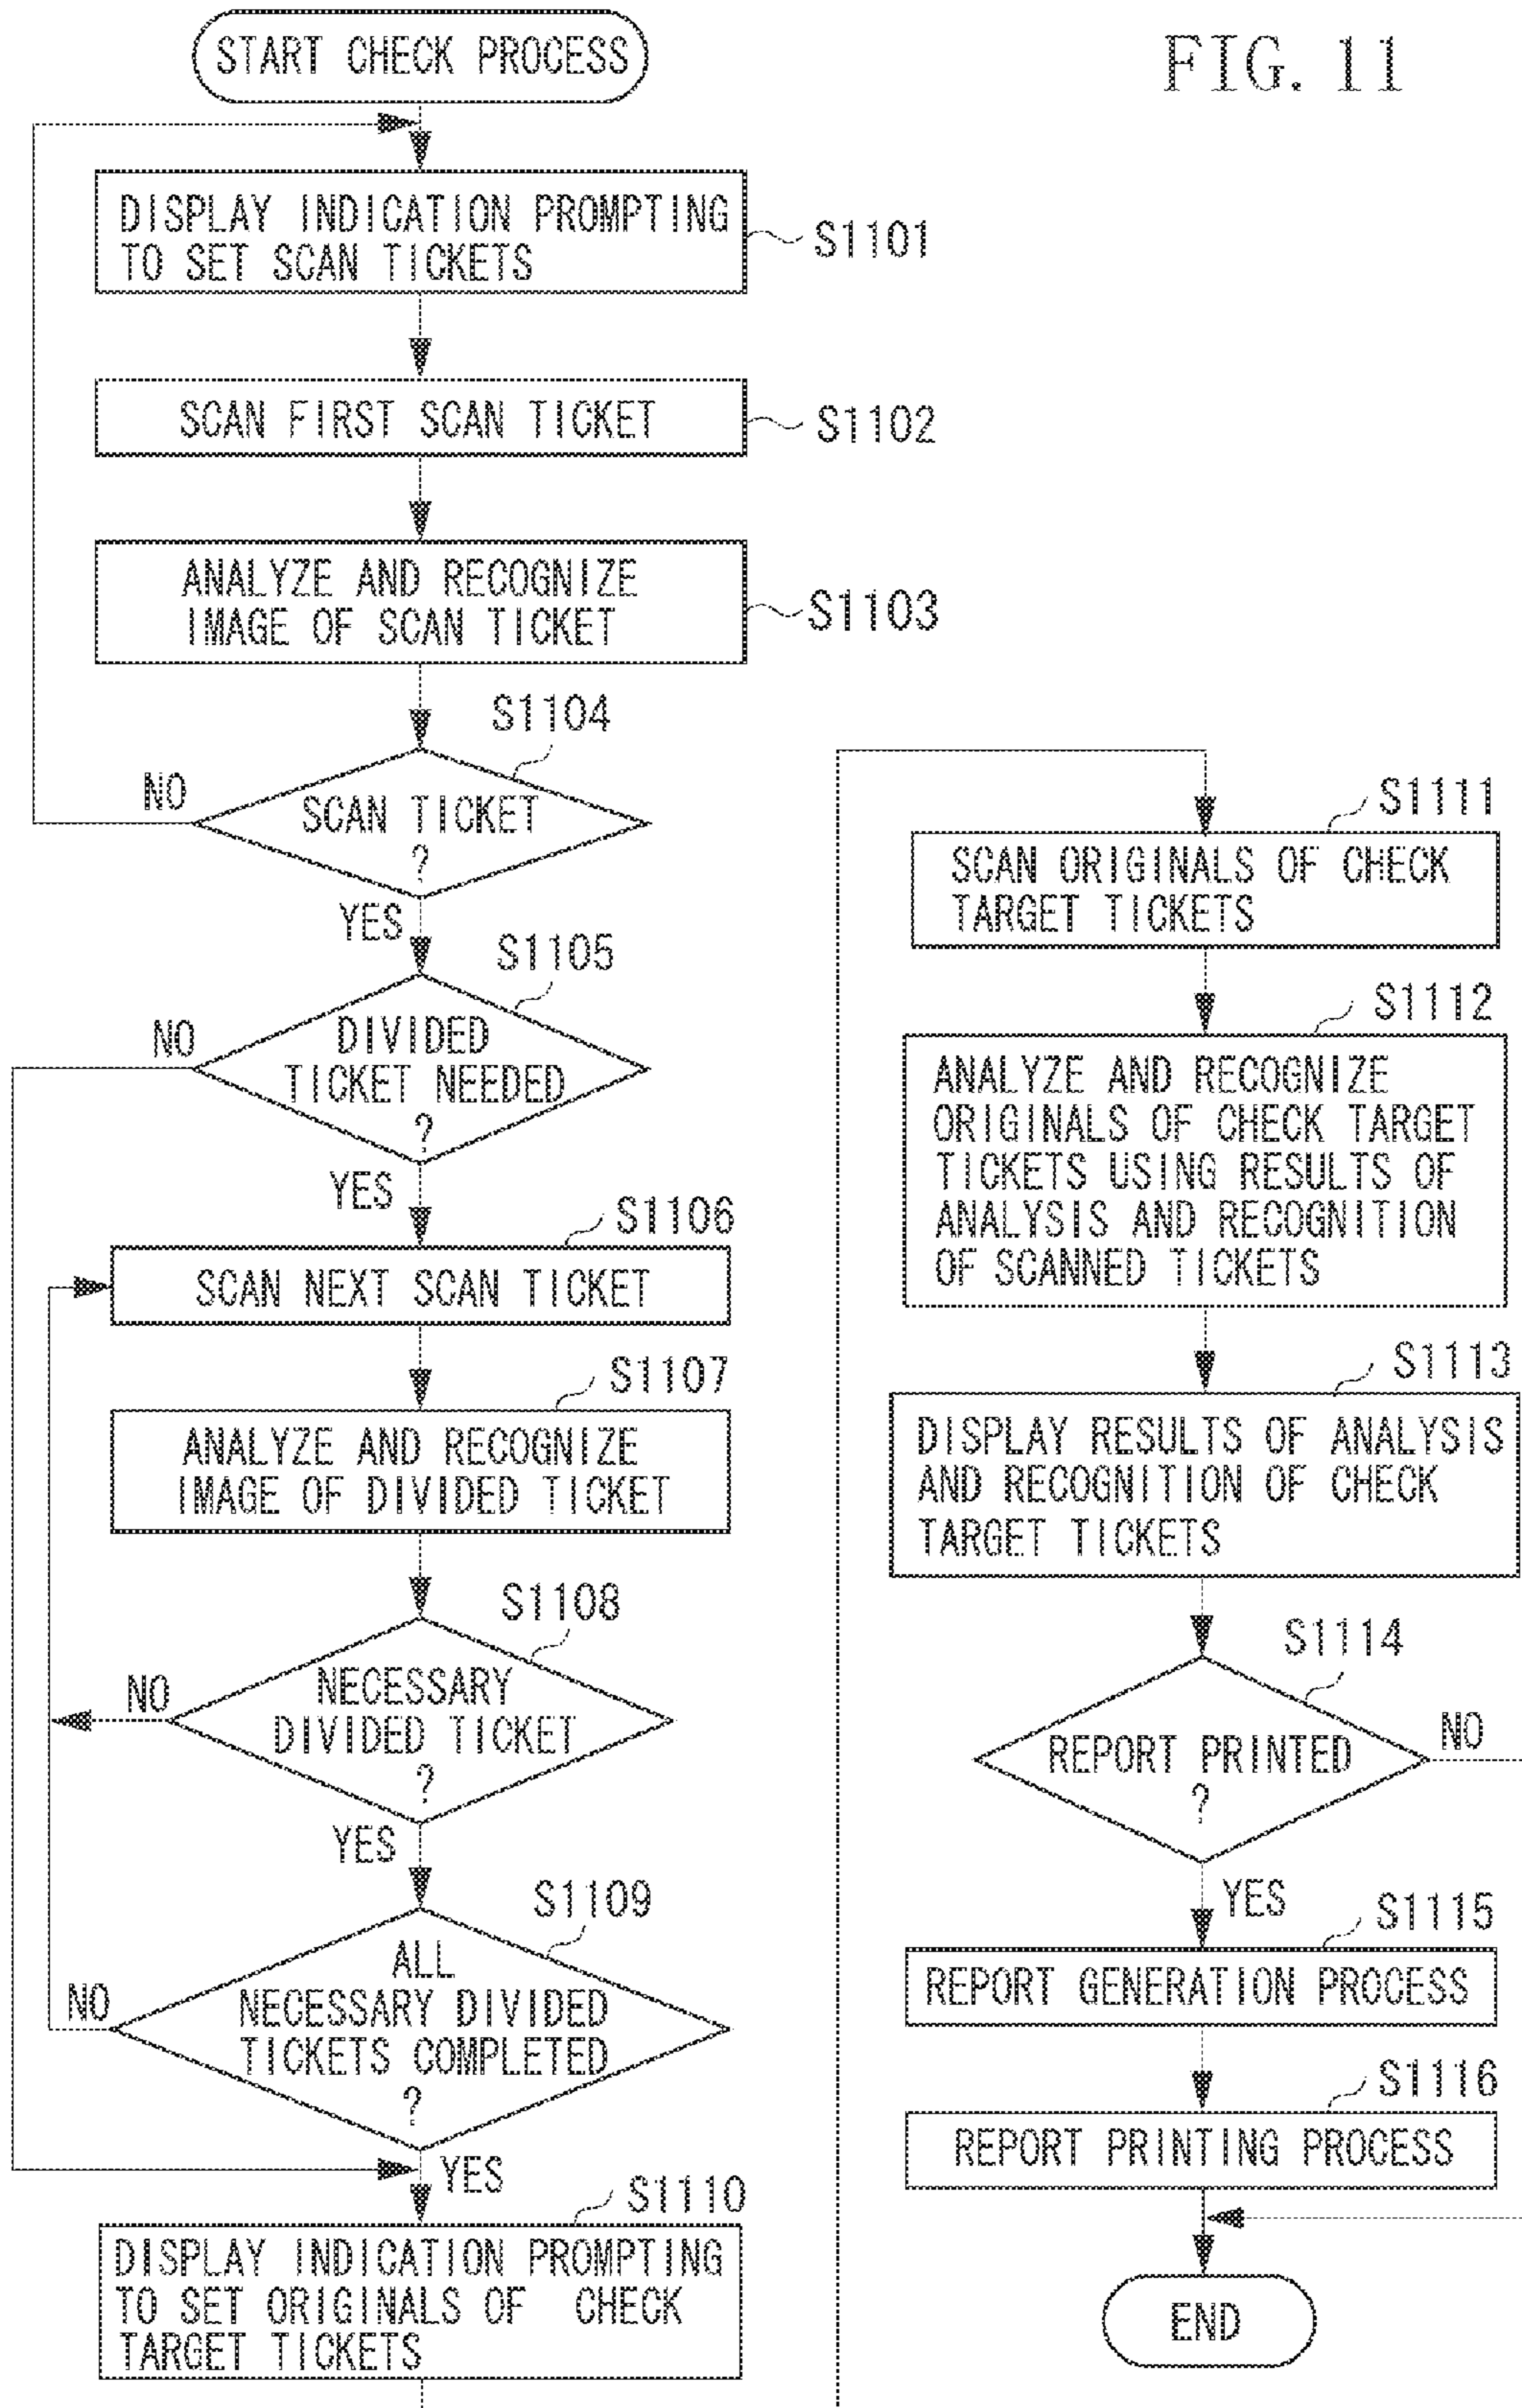 FIG. 11
START CHECK PROCESS
DISPLAY INDICATION PROMPTING
TO SET SCAN TICKETS
S1101
SCAN FIRST SCAN TICKET
S1102
ANALYZE AND RECOGNIZE
IMAGE OF SCAN TICKET
S1103
S1104
SCAN TICKET
?
NO
YES
S1105
DIVIDED
TICKET NEEDED
?
NO
YES
S1106
SCAN NEXT SCAN TICKET
S1107
ANALYZE AND RECOGNIZE
IMAGE OF DIVIDED TICKET
S1108
NECESSARY
DIVIDED TICKET
?
NO
YES
S1109
ALL
NECESSARY DIVIDED
TICKETS COMPLETED
?
NO
YES
S1110
DISPLAY INDICATION PROMPTING
TO SET ORIGINALS OF CHECK
TARGET TICKETS
S1111
SCAN ORIGINALS OF CHECK
TARGET TICKETS
S1112
ANALYZE AND RECOGNIZE
ORIGINALS OF CHECK TARGET
TICKETS USING RESULTS OF
ANALYSIS AND RECOGNITION
OF SCANNED TICKETS
S1113
DISPLAY RESULTS OF ANALYSIS
AND RECOGNITION OF CHECK
TARGET TICKETS
S1114
REPORT PRINTED
?
NO
YES
S1115
REPORT GENERATION PROCESS
S1116
REPORT PRINTING PROCESS
END